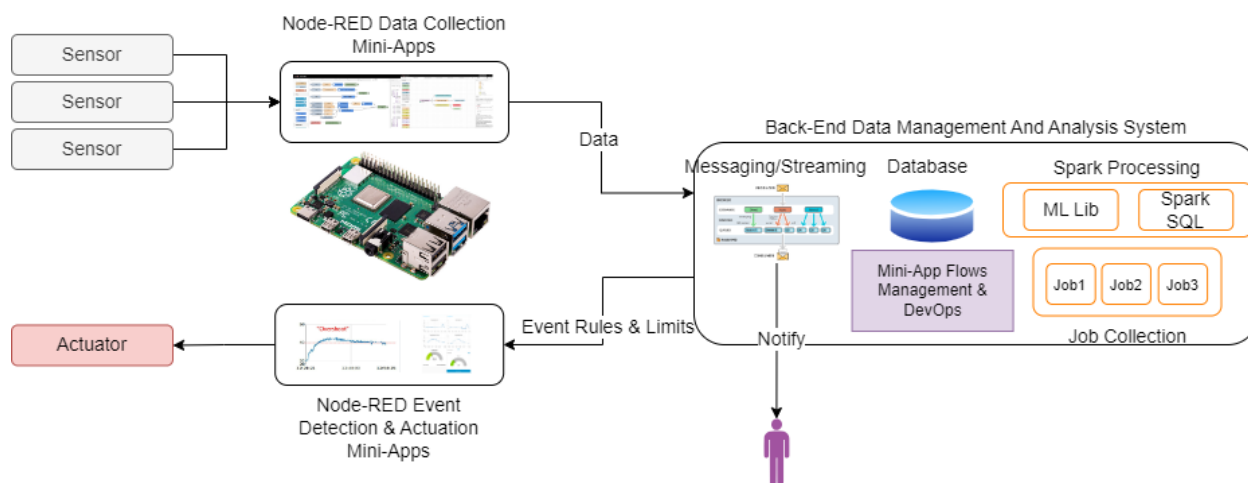 Node-RED Data Collection
Mini-Apps
Sensor
Sensor
Sensor
Data
Back-End Data Management And Analysis System
Messaging/Streaming
Database
Spark Processing
ML Lib
Spark
SQL
Mini-App Flows
Management &
DevOps
Job1
Job2
Job3
Job Collection
Event Rules & Limits
Notify
Actuator
"Overshoot"
Node-RED Event
Detection & Actuation
Mini-Apps